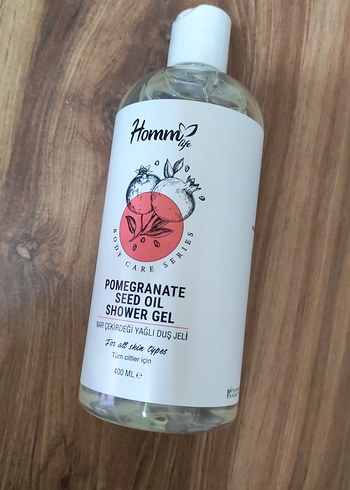 Homm
life
BODY CARE SERIES
POMEGRANATE
SEED OIL
SHOWER GEL
NAR ÇEKİRDEĞİ YAĞLI DUŞ JELİ
For all skin types
Tüm ciltler için
400 ML ℮